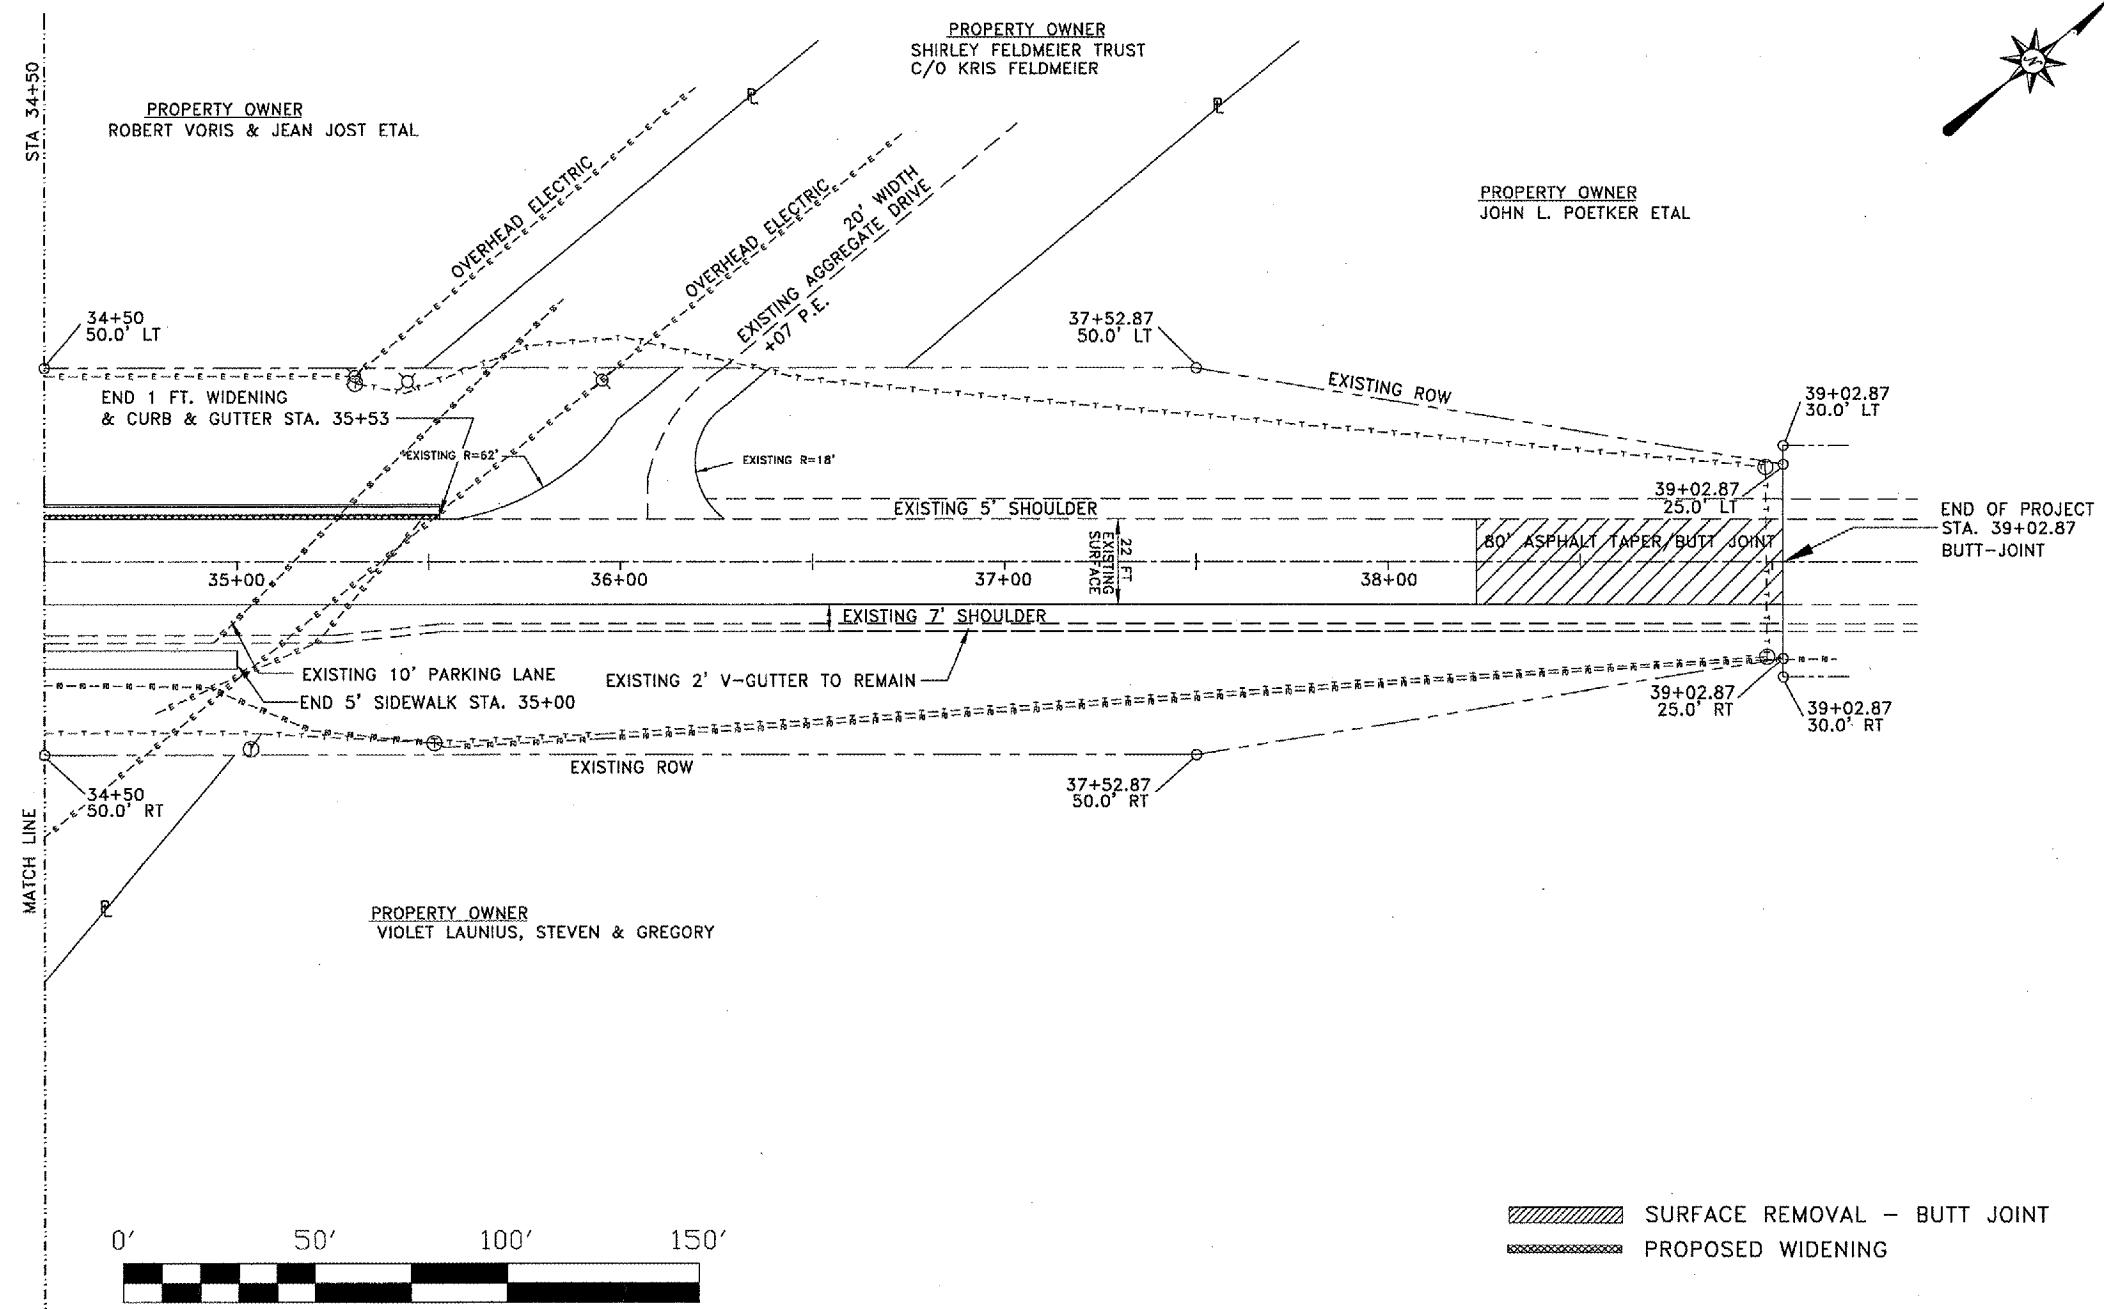 PROPERTY OWNER
SHIRLEY FELDMEIER TRUST
C/O KRIS FELDMEIER
N
STA 34+50
PROPERTY OWNER
ROBERT VORIS & JEAN JOST ETAL
PROPERTY OWNER
JOHN L. POETKER ETAL
OVERHEAD ELECTRIC
OVERHEAD ELECTRIC
20' WIDTH
EXISTING AGGREGATE DRIVE
+07 P.E.
34+50
50.0' LT
37+52.87
50.0' LT
EXISTING ROW
39+02.87
30.0' LT
END 1 FT. WIDENING
& CURB & GUTTER STA. 35+53
EXISTING R=62'
EXISTING R=18'
39+02.87
25.0' LT
EXISTING 5' SHOULDER
END OF PROJECT
STA. 39+02.87
BUTT-JOINT
80' ASPHALT TAPER/BUTT JOINT
22 FT
EXISTING
SURFACE
35+00
36+00
37+00
38+00
EXISTING 7' SHOULDER
EXISTING 10' PARKING LANE
EXISTING 2' V-GUTTER TO REMAIN
END 5' SIDEWALK STA. 35+00
39+02.87
25.0' RT
39+02.87
30.0' RT
EXISTING ROW
37+52.87
50.0' RT
34+50
50.0' RT
MATCH LINE
PROPERTY OWNER
VIOLET LAUNIUS, STEVEN & GREGORY
0' 50' 100' 150'
SURFACE REMOVAL – BUTT JOINT
PROPOSED WIDENING